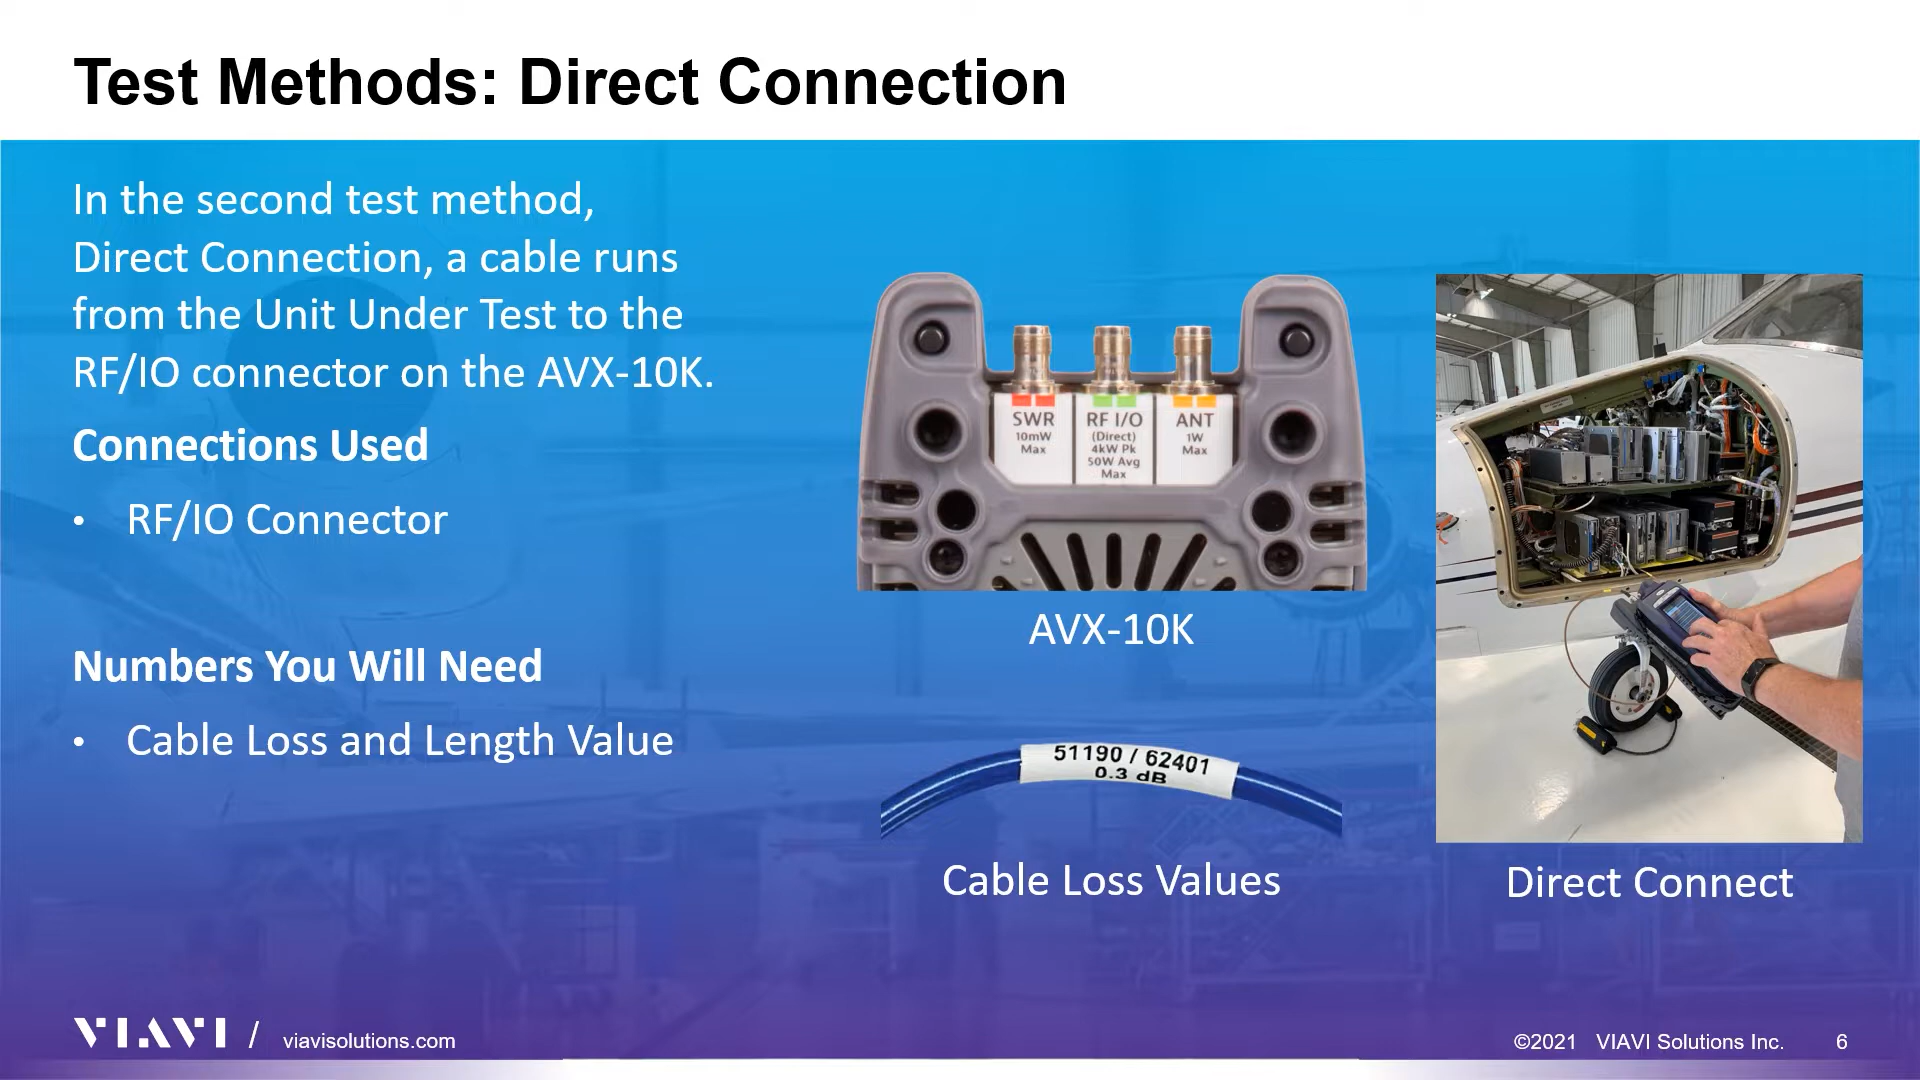 Test Methods: Direct Connection
In the second test method,
Direct Connection, a cable runs
from the Unit Under Test to the
RF/IO connector on the AVX-10K.
Connections Used
• RF/IO Connector
Numbers You Will Need
• Cable Loss and Length Value
SWR
10mW
Max
RF I/O
(Direct)
4kW Pk
50W Avg
Max
ANT
1W
Max
AVX-10K
51190 / 62401
0.3 dB
Cable Loss Values
Direct Connect
VIAVI / viavisolutions.com
©2021 VIAVI Solutions Inc. 6